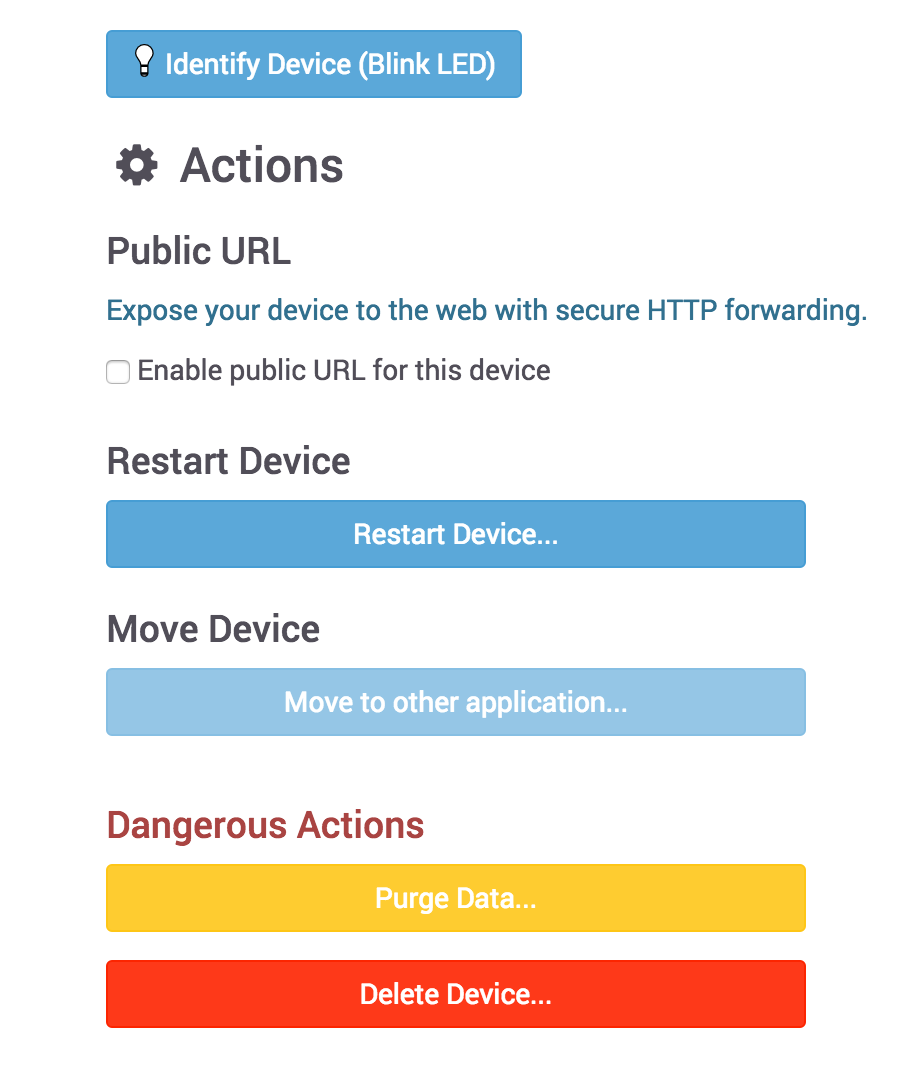 Identify Device (Blink LED)
Actions
Public URL
Expose your device to the web with secure HTTP forwarding.
Enable public URL for this device
Restart Device
Restart Device...
Move Device
Move to other application...
Dangerous Actions
Purge Data...
Delete Device...